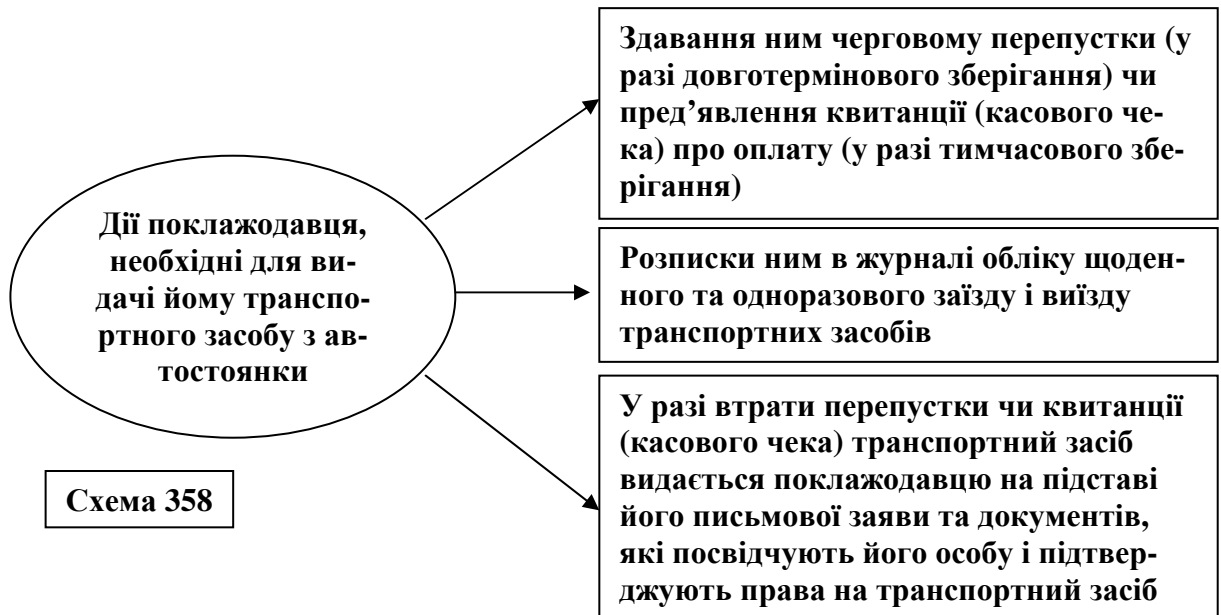 Здавання ним черговому перепустки (у
разі довготермінового зберігання) чи
пред’явлення квитанції (касового че-
ка) про оплату (у разі тимчасового збе-
рігання)
Дії поклажодавця,
необхідні для ви-
дачі йому транспо-
ртного засобу з ав-
тостоянки
Розписки ним в журналі обліку щоден-
ного та одноразового заїзду і виїзду
транспортних засобів
У разі втрати перепустки чи квитанції
(касового чека) транспортний засіб
видається поклажодавцю на підставі
його письмової заяви та документів,
які посвідчують його особу і підтвер-
джують права на транспортний засіб
Схема 358